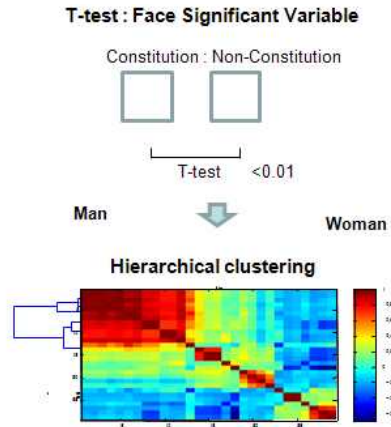 T-test : Face Significant Variable
Constitution : Non-Constitution
T-test <0.01
Man
Woman
Hierarchical clustering